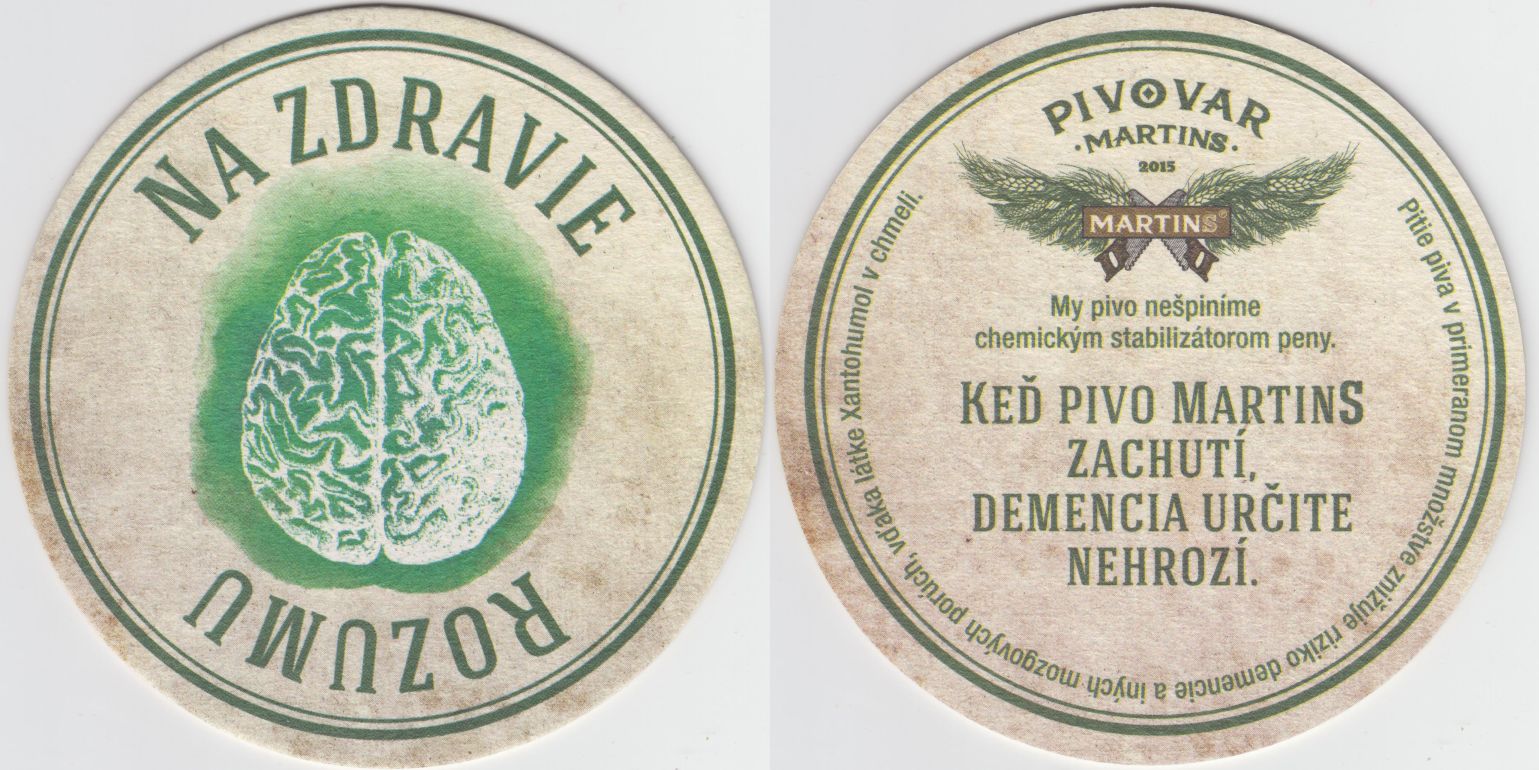 NA ZDRAVIE
ROZUMU
PIVOVAR
·MARTINS·
2015
MARTINS®
My pivo nešpiníme
chemickým stabilizátorom peny.
KEĎ PIVO MARTINS
ZACHUTÍ,
DEMENCIA URČITE
NEHROZÍ.
Pitie piva v primeranom množstve znižuje riziko demencie a iných mozgových porúch, vďaka látke Xantohumol v chmeli.